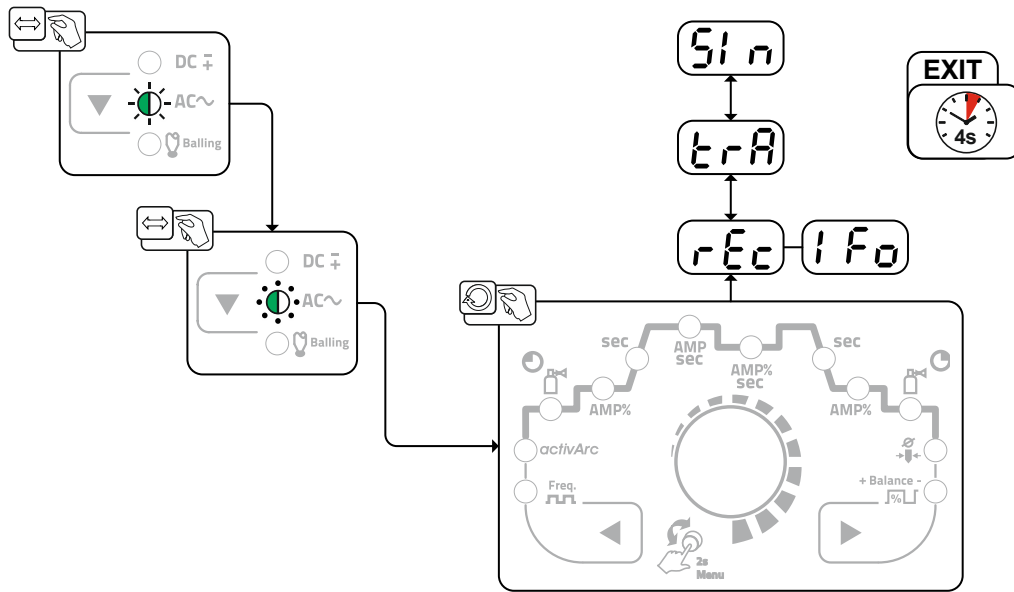 SIn
EXIT
4s
DC
AC
Balling
trA
rEc
IFo
DC
AC
Balling
sec
AMP
sec
AMP%
sec
sec
AMP%
AMP%
activArc
Freq.
+ Balance -
%
2s
Menu